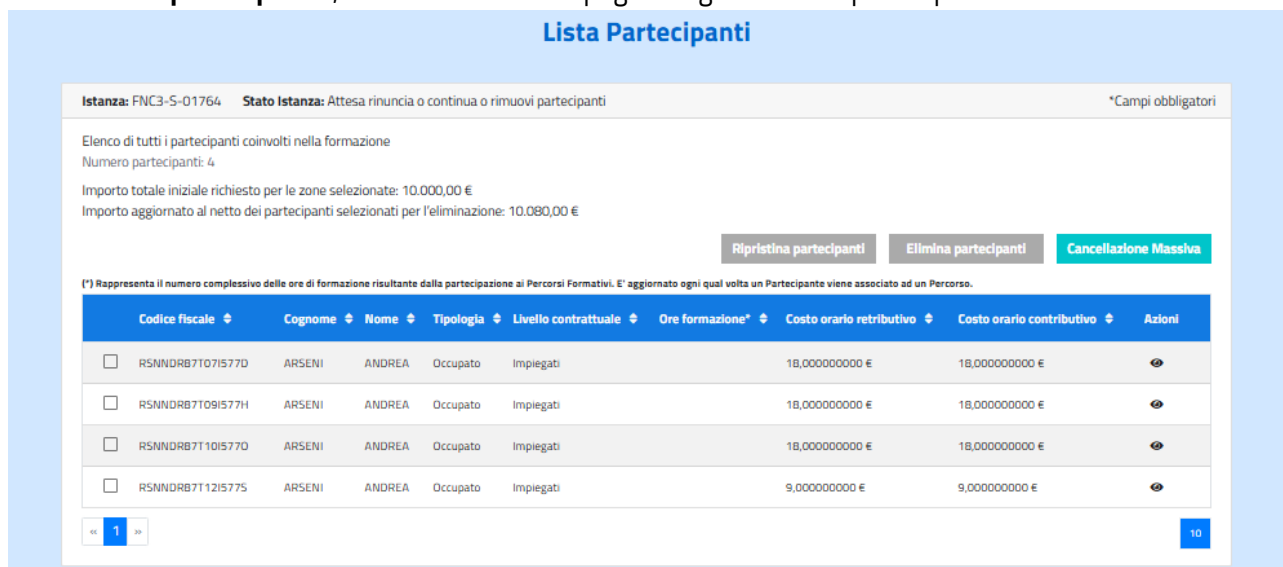 Lista Partecipanti
Istanza: FNC3-S-01764 Stato Istanza: Attesa rinuncia o continua o rimuovi partecipanti *Campi obbligatori
Elenco di tutti i partecipanti coinvolti nella formazione
Numero partecipanti: 4
Importo totale iniziale richiesto per le zone selezionate: 10.000,00 €
Importo aggiornato al netto dei partecipanti selezionati per l'eliminazione: 10.080,00 €
Ripristina partecipanti Elimina partecipanti Cancellazione Massiva
(*) Rappresenta il numero complessivo delle ore di formazione risultante dalla partecipazione ai Percorsi Formativi. E' aggiornato ogni qual volta un Partecipante viene associato ad un Percorso.
Codice fiscale Cognome Nome Tipologia Livello contrattuale Ore formazione* Costo orario retributivo Costo orario contributivo Azioni
RSNNDR87T07I577D ARSENI ANDREA Occupato Impiegati 18,000000000 € 18,000000000 €
RSNNDR87T09I577H ARSENI ANDREA Occupato Impiegati 18,000000000 € 18,000000000 €
RSNNDR87T10I577O ARSENI ANDREA Occupato Impiegati 18,000000000 € 18,000000000 €
RSNNDR87T12I577S ARSENI ANDREA Occupato Impiegati 9,000000000 € 9,000000000 €
« 1 » 10